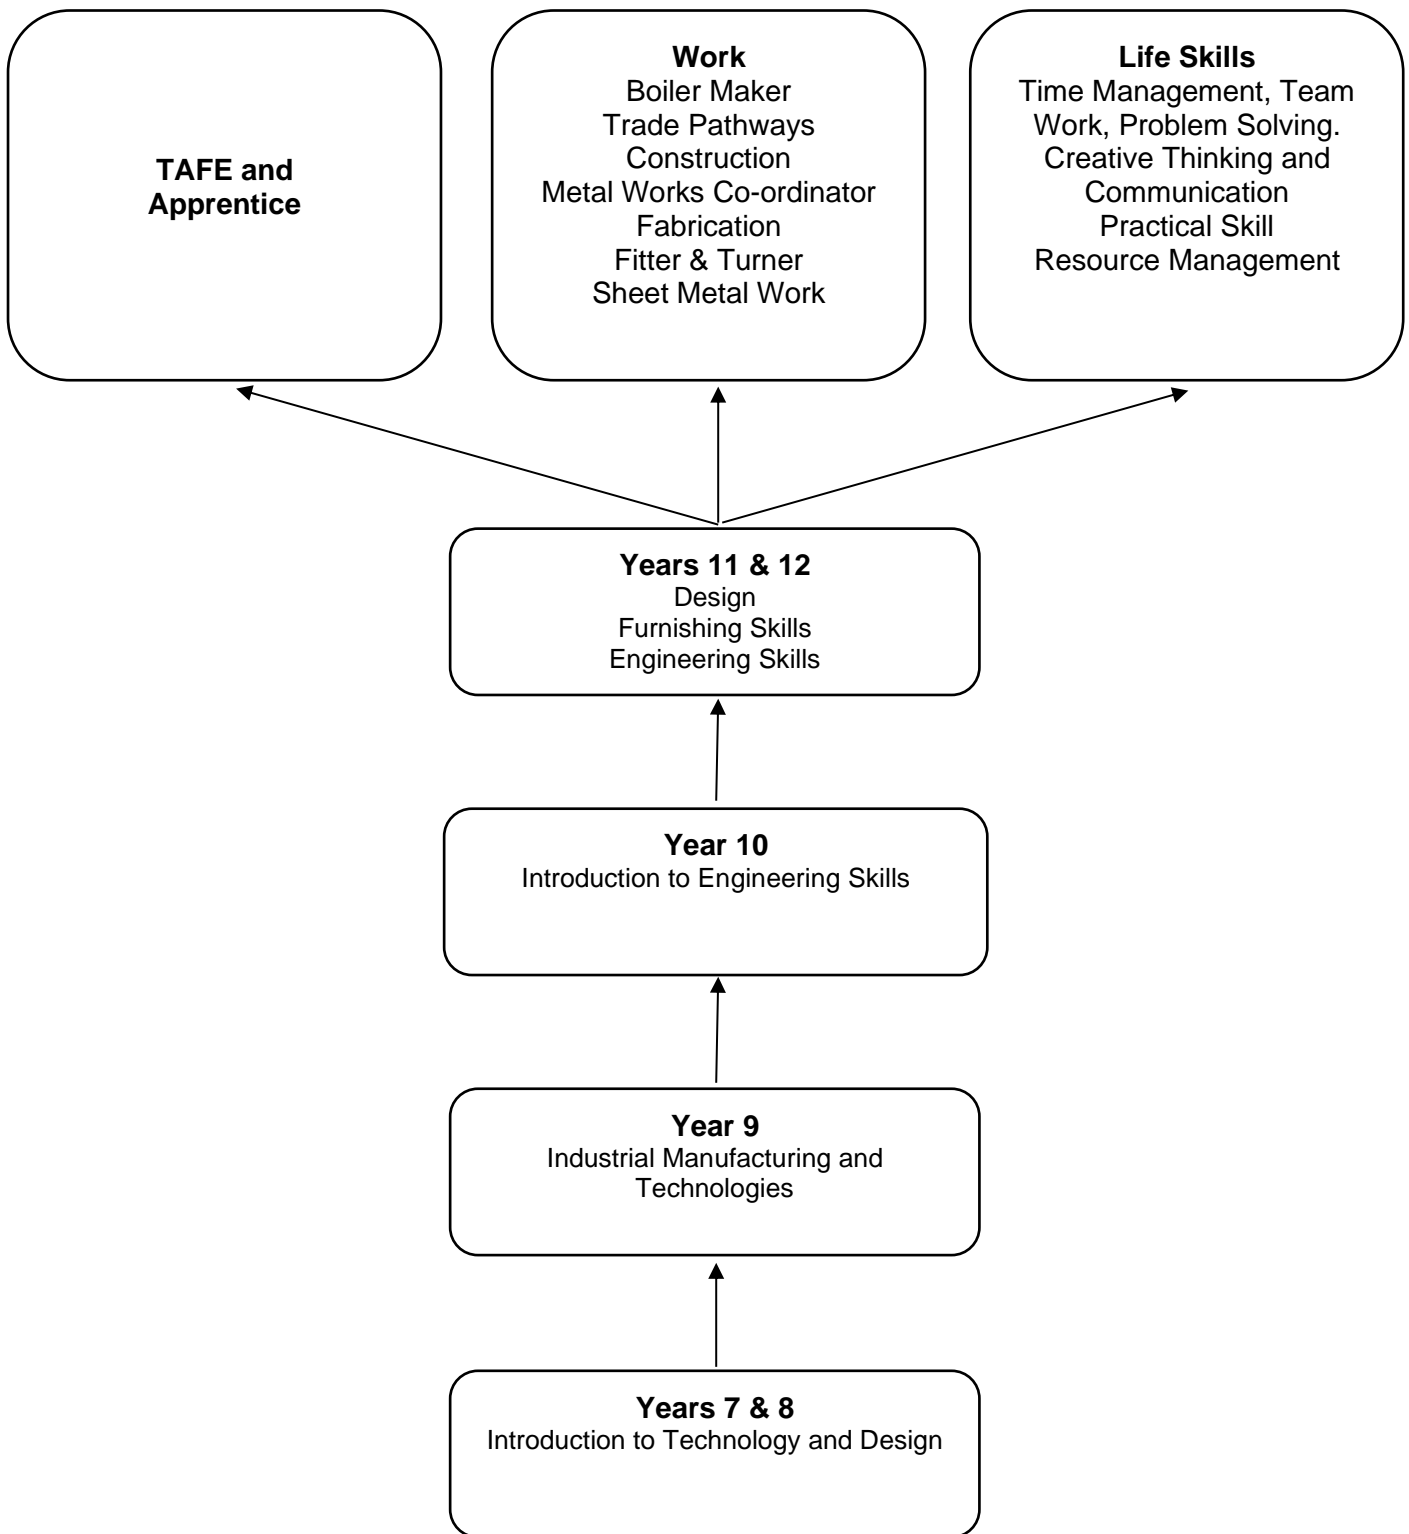 TAFE and
Apprentice
Work
Boiler Maker
Trade Pathways
Construction
Metal Works Co-ordinator
Fabrication
Fitter & Turner
Sheet Metal Work
Life Skills
Time Management, Team
Work, Problem Solving.
Creative Thinking and
Communication
Practical Skill
Resource Management
Years 11 & 12
Design
Furnishing Skills
Engineering Skills
Year 10
Introduction to Engineering Skills
Year 9
Industrial Manufacturing and
Technologies
Years 7 & 8
Introduction to Technology and Design